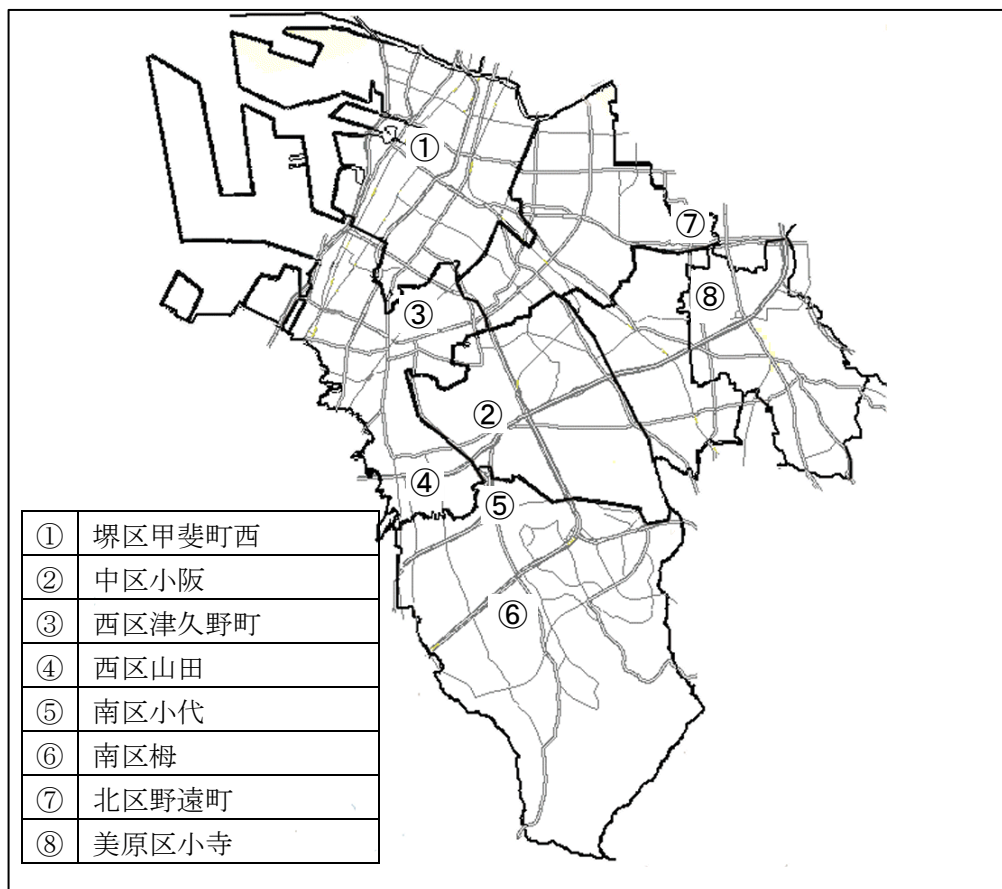 ①
⑦
⑧
③
②
④
⑤
⑥
① 堺区甲斐町西
② 中区小阪
③ 西区津久野町
④ 西区山田
⑤ 南区小代
⑥ 南区栂
⑦ 北区野遠町
⑧ 美原区小寺